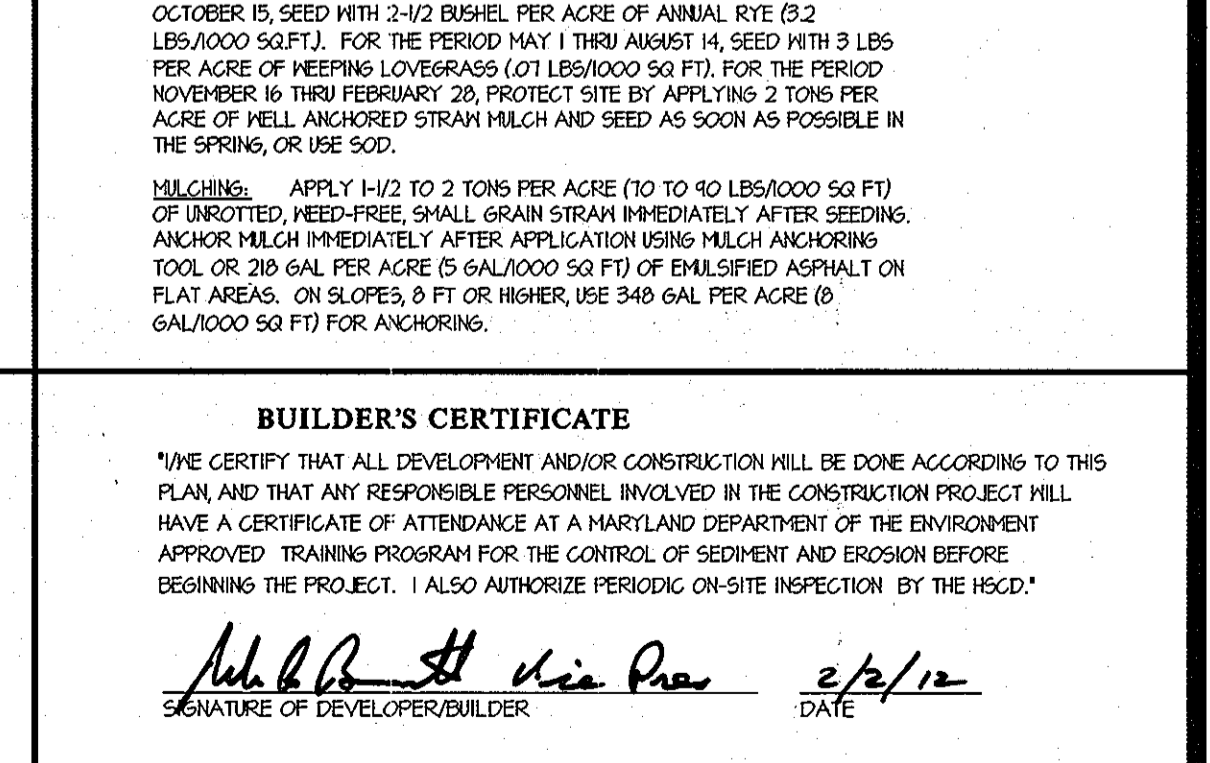 OCTOBER 15, SEED WITH 2-1/2 BUSHEL PER ACRE OF ANNUAL RYE (3.2
LBS./1000 SQ.FT.). FOR THE PERIOD MAY 1 THRU AUGUST 14, SEED WITH 3 LBS
PER ACRE OF WEEPING LOVEGRASS (.07 LBS/1000 SQ FT). FOR THE PERIOD
NOVEMBER 16 THRU FEBRUARY 28, PROTECT SITE BY APPLYING 2 TONS PER
ACRE OF WELL ANCHORED STRAW MULCH AND SEED AS SOON AS POSSIBLE IN
THE SPRING, OR USE SOD.
MULCHING: APPLY 1-1/2 TO 2 TONS PER ACRE (70 TO 90 LBS/1000 SQ FT)
OF UNROTTED, WEED-FREE, SMALL GRAIN STRAW IMMEDIATELY AFTER SEEDING.
ANCHOR MULCH IMMEDIATELY AFTER APPLICATION USING MULCH ANCHORING
TOOL OR 218 GAL PER ACRE (5 GAL/1000 SQ FT) OF EMULSIFIED ASPHALT ON
FLAT AREAS. ON SLOPES, 8 FT OR HIGHER, USE 348 GAL PER ACRE (8
GAL/1000 SQ FT) FOR ANCHORING.
BUILDER'S CERTIFICATE
"I/WE CERTIFY THAT ALL DEVELOPMENT AND/OR CONSTRUCTION WILL BE DONE ACCORDING TO THIS
PLAN, AND THAT ANY RESPONSIBLE PERSONNEL INVOLVED IN THE CONSTRUCTION PROJECT WILL
HAVE A CERTIFICATE OF ATTENDANCE AT A MARYLAND DEPARTMENT OF THE ENVIRONMENT
APPROVED TRAINING PROGRAM FOR THE CONTROL OF SEDIMENT AND EROSION BEFORE
BEGINNING THE PROJECT. I ALSO AUTHORIZE PERIODIC ON-SITE INSPECTION BY THE HSCD."
Vice Pres 2/2/12
SIGNATURE OF DEVELOPER/BUILDER DATE